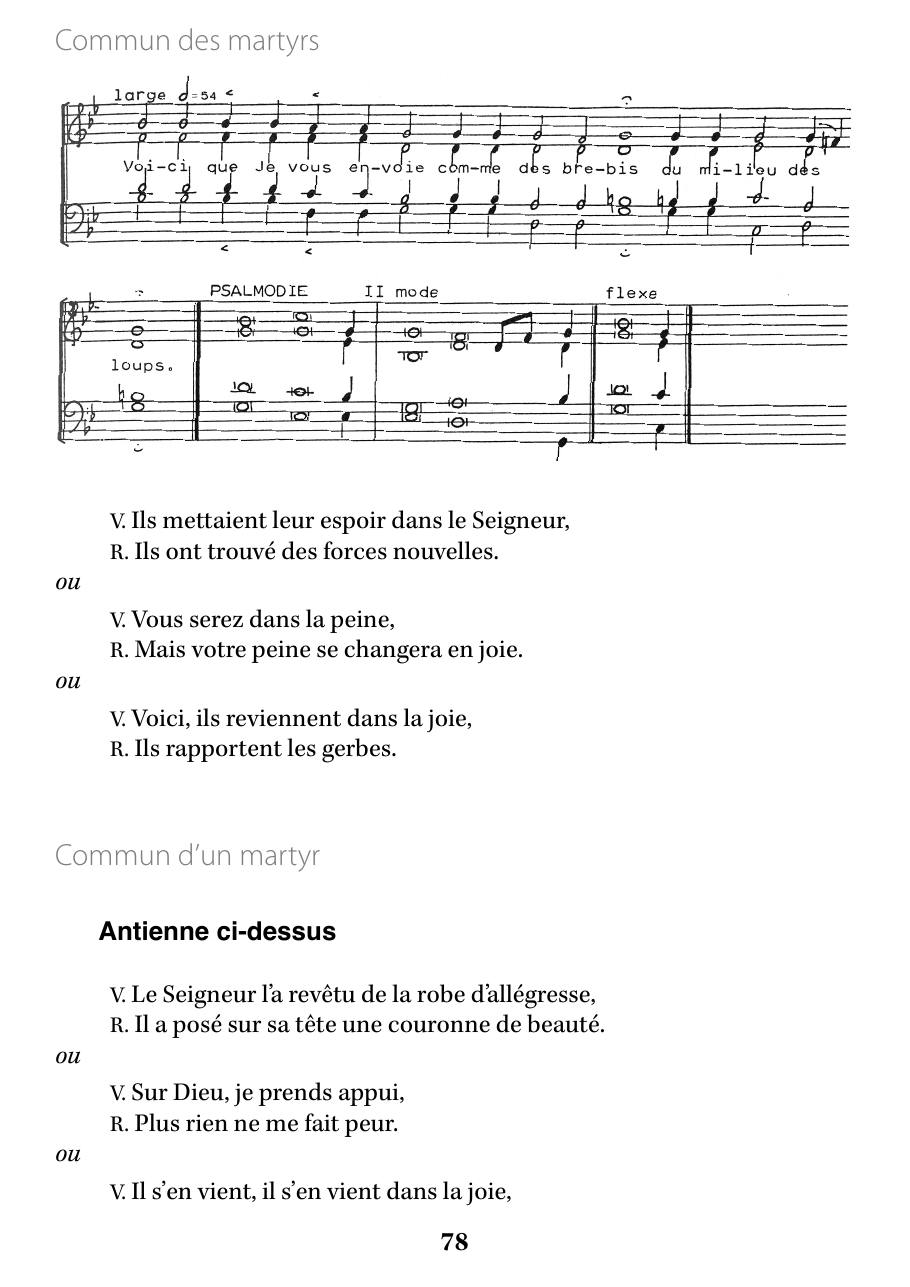 Commun des martyrs
large 𝅗𝅥=54
Voi-ci que Je vous en-voie com-me des bre-bis du mi-lieu des
PSALMODIE II mode flexe
loups.
V. Ils mettaient leur espoir dans le Seigneur,
R. Ils ont trouvé des forces nouvelles.
ou
V. Vous serez dans la peine,
R. Mais votre peine se changera en joie.
ou
V. Voici, ils reviennent dans la joie,
R. Ils rapportent les gerbes.
Commun d’un martyr
Antienne ci-dessus
V. Le Seigneur l’a revêtu de la robe d’allégresse,
R. Il a posé sur sa tête une couronne de beauté.
ou
V. Sur Dieu, je prends appui,
R. Plus rien ne me fait peur.
ou
V. Il s’en vient, il s’en vient dans la joie,
78